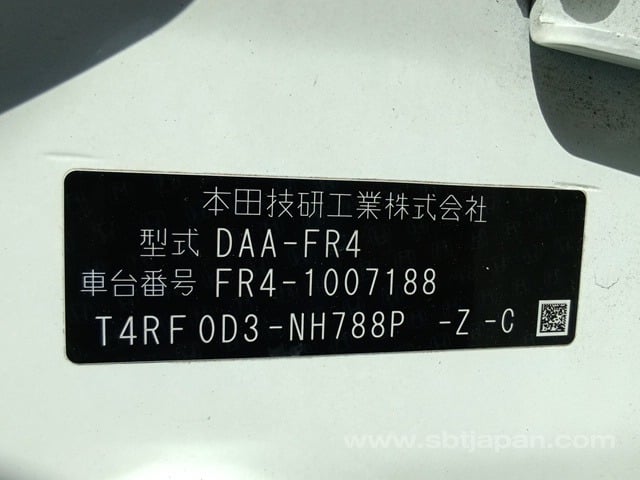 本田技研工業株式会社
型式 DAA-FR4
車台番号 FR4-1007188
T4RF0D3-NH788P -Z-C
www.sbtjapan.com